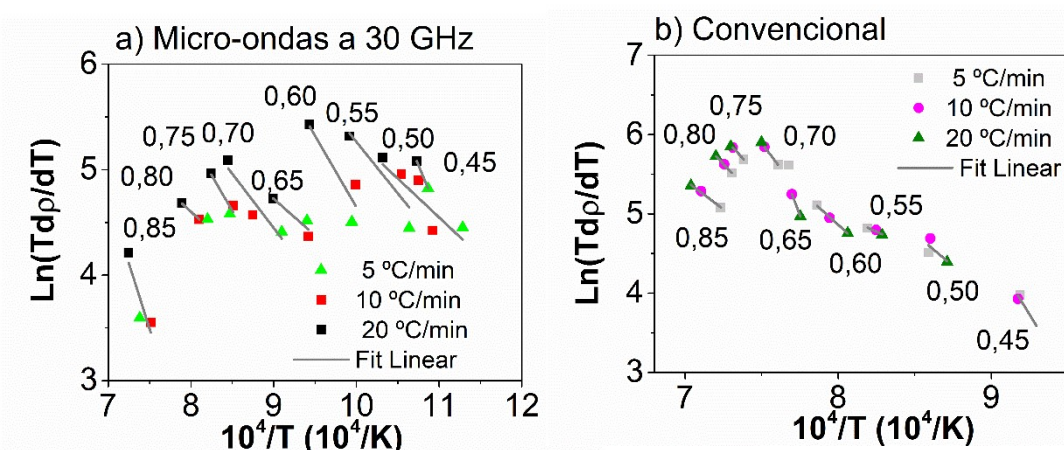 a) Micro-ondas a 30 GHz
6
5
4
3
7
8
9
10
11
12
Ln(Tdρ/dT)
10⁴/T (10⁴/K)
0,85
0,80
0,75
0,70
0,65
0,60
0,55
0,50
0,45
5 ºC/min
10 ºC/min
20 ºC/min
Fit Linear
b) Convencional
7
6
5
4
3
7
8
9
Ln(Tdρ/dT)
10⁴/T (10⁴/K)
0,85
0,80
0,75
0,70
0,65
0,60
0,55
0,50
0,45
5 ºC/min
10 ºC/min
20 ºC/min
Fit Linear